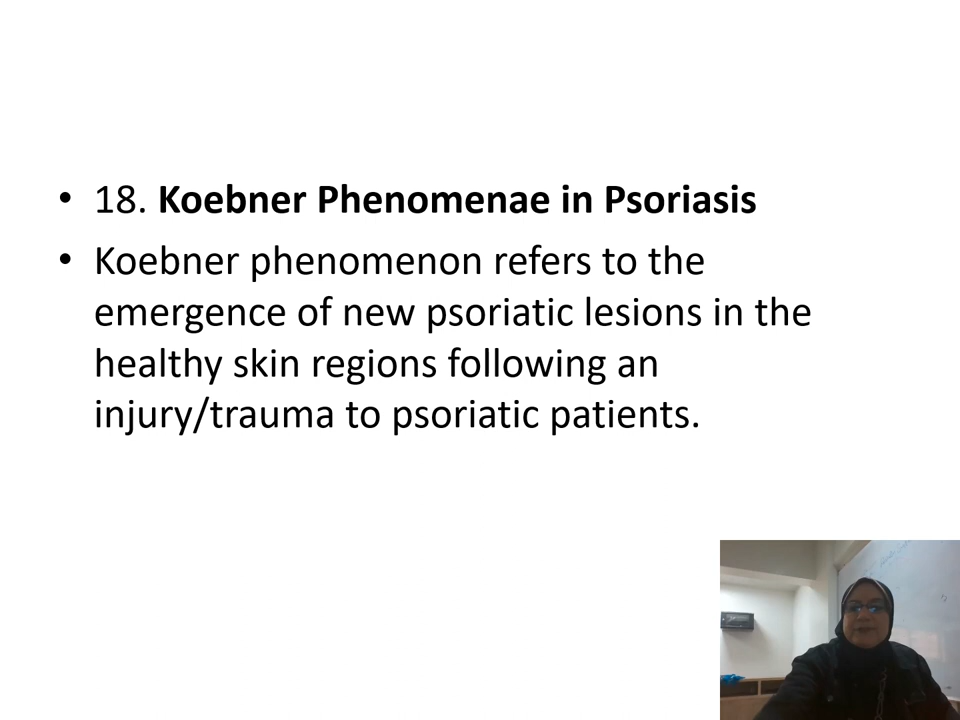 • 18. Koebner Phenomenae in Psoriasis
• Koebner phenomenon refers to the
emergence of new psoriatic lesions in the
healthy skin regions following an
injury/trauma to psoriatic patients.